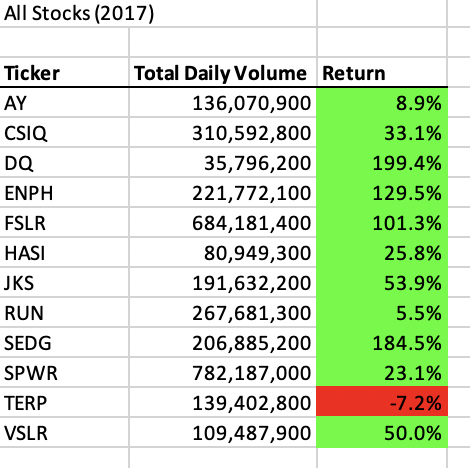 All Stocks (2017)
Ticker Total Daily Volume Return
AY 136,070,900 8.9%
CSIQ 310,592,800 33.1%
DQ 35,796,200 199.4%
ENPH 221,772,100 129.5%
FSLR 684,181,400 101.3%
HASI 80,949,300 25.8%
JKS 191,632,200 53.9%
RUN 267,681,300 5.5%
SEDG 206,885,200 184.5%
SPWR 782,187,000 23.1%
TERP 139,402,800 -7.2%
VSLR 109,487,900 50.0%